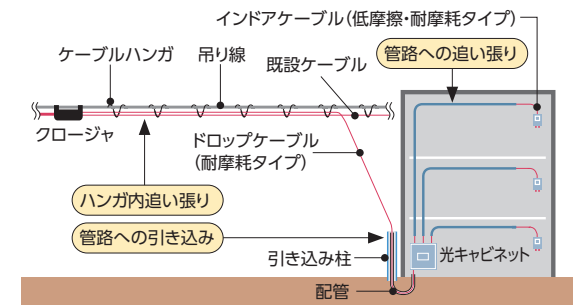 インドアケーブル(低摩擦・耐摩耗タイプ)
ケーブルハンガ
吊り線
既設ケーブル
管路への追い張り
クロージャ
ドロップケーブル
(耐摩耗タイプ)
ハンガ内追い張り
管路への引き込み
引き込み柱
光キャビネット
配管